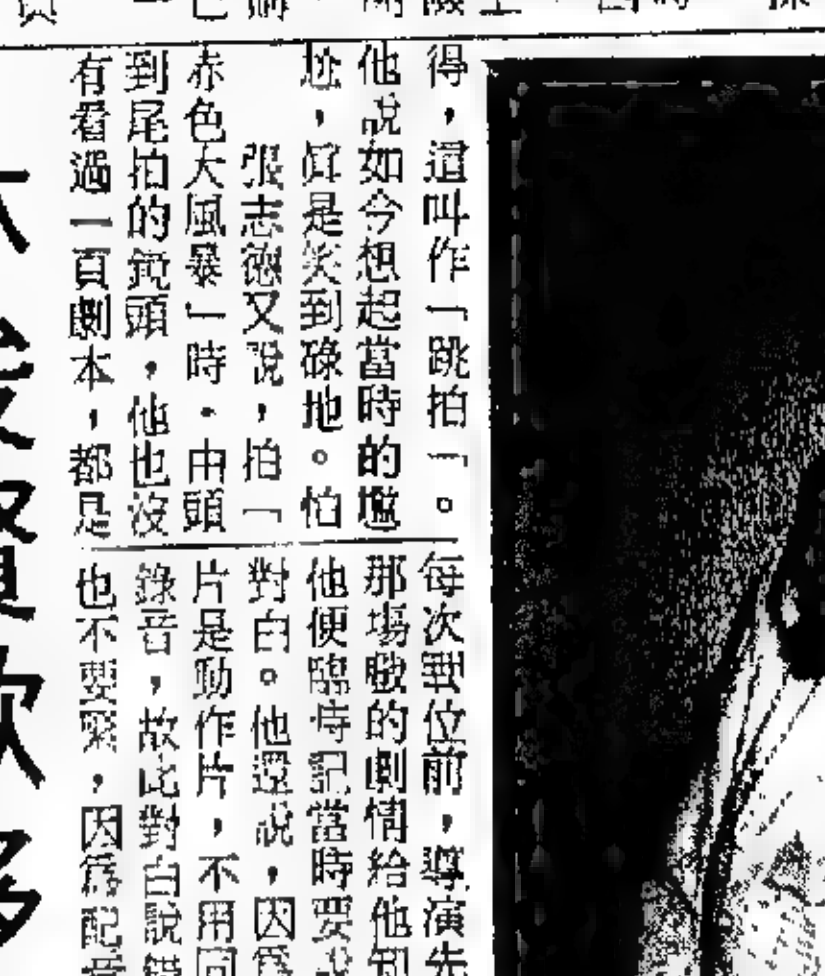 得，這叫作「跳拍」。
他說如今想起當時的尷
尬，眞是笑到碌地。怕
張志德又說，拍「
赤色大風暴」時，由頭
到尾拍的鏡頭，他也沒
有看過一頁劇本，都是
每次戰位前，導演先
那場戲的劇情給他知
他便臨時記當時要
對白。他還說，因爲
片是動作片，不用同
錄音，故此對白說錯
也不要緊，因爲配音